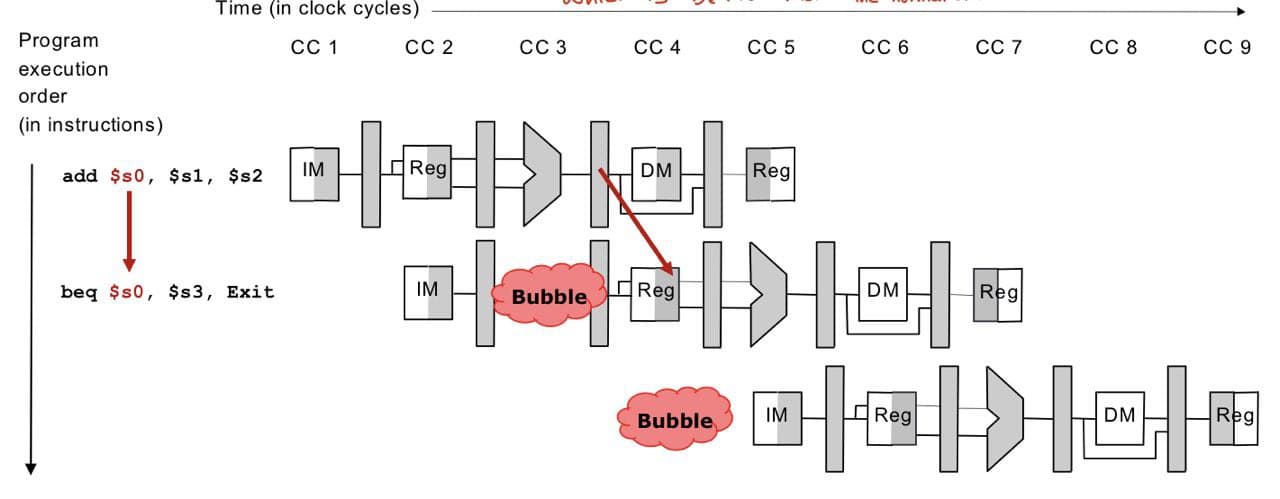 Time (in clock cycles)
Program
execution
order
(in instructions)
CC 1 CC 2 CC 3 CC 4 CC 5 CC 6 CC 7 CC 8 CC 9
add $s0, $s1, $s2
IM Reg DM Reg
beq $s0, $s3, Exit
IM Bubble Reg DM Reg
Bubble IM Reg DM Reg